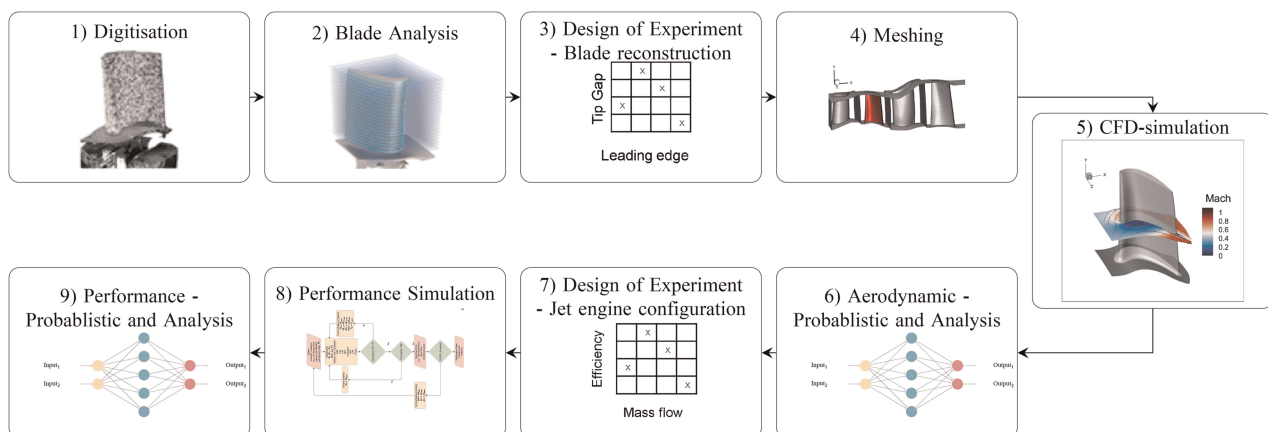 1) Digitisation
2) Blade Analysis
3) Design of Experiment
- Blade reconstruction
Tip Gap
x
x
x
x
Leading edge
4) Meshing
Y
X
5) CFD-simulation
Y
X
Z
Mach
1
0.8
0.6
0.4
0.2
0
6) Aerodynamic -
Probablistic and Analysis
Input1
Input2
Output1
Output2
7) Design of Experiment
- Jet engine configuration
Efficiency
x
x
x
x
Mass flow
8) Performance Simulation
9) Performance -
Probablistic and Analysis
Input1
Input2
Output1
Output2